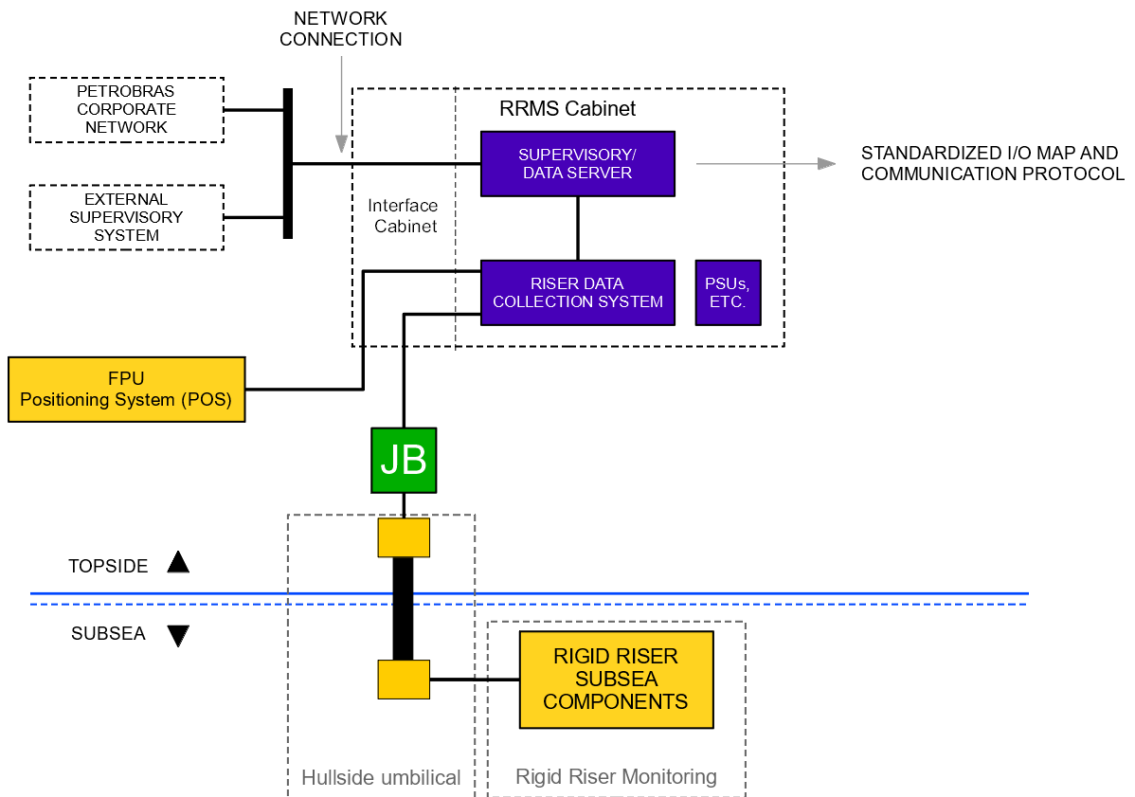 NETWORK
CONNECTION
PETROBRAS
CORPORATE
NETWORK
RRMS Cabinet
SUPERVISORY/
DATA SERVER
STANDARDIZED I/O MAP AND
COMMUNICATION PROTOCOL
EXTERNAL
SUPERVISORY
SYSTEM
Interface
Cabinet
RISER DATA
COLLECTION SYSTEM
PSUs,
ETC.
FPU
Positioning System (POS)
JB
TOPSIDE
SUBSEA
RIGID RISER
SUBSEA
COMPONENTS
Hullside umbilical
Rigid Riser Monitoring